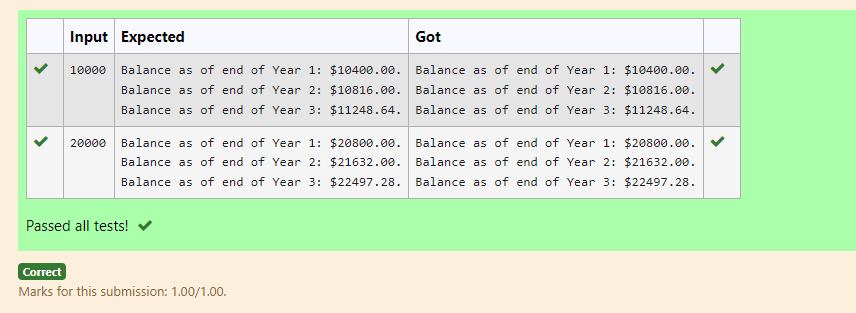 Input Expected Got
10000 Balance as of end of Year 1: $10400.00. Balance as of end of Year 1: $10400.00.
Balance as of end of Year 2: $10816.00. Balance as of end of Year 2: $10816.00.
Balance as of end of Year 3: $11248.64. Balance as of end of Year 3: $11248.64.
20000 Balance as of end of Year 1: $20800.00. Balance as of end of Year 1: $20800.00.
Balance as of end of Year 2: $21632.00. Balance as of end of Year 2: $21632.00.
Balance as of end of Year 3: $22497.28. Balance as of end of Year 3: $22497.28.
Passed all tests!
Correct
Marks for this submission: 1.00/1.00.